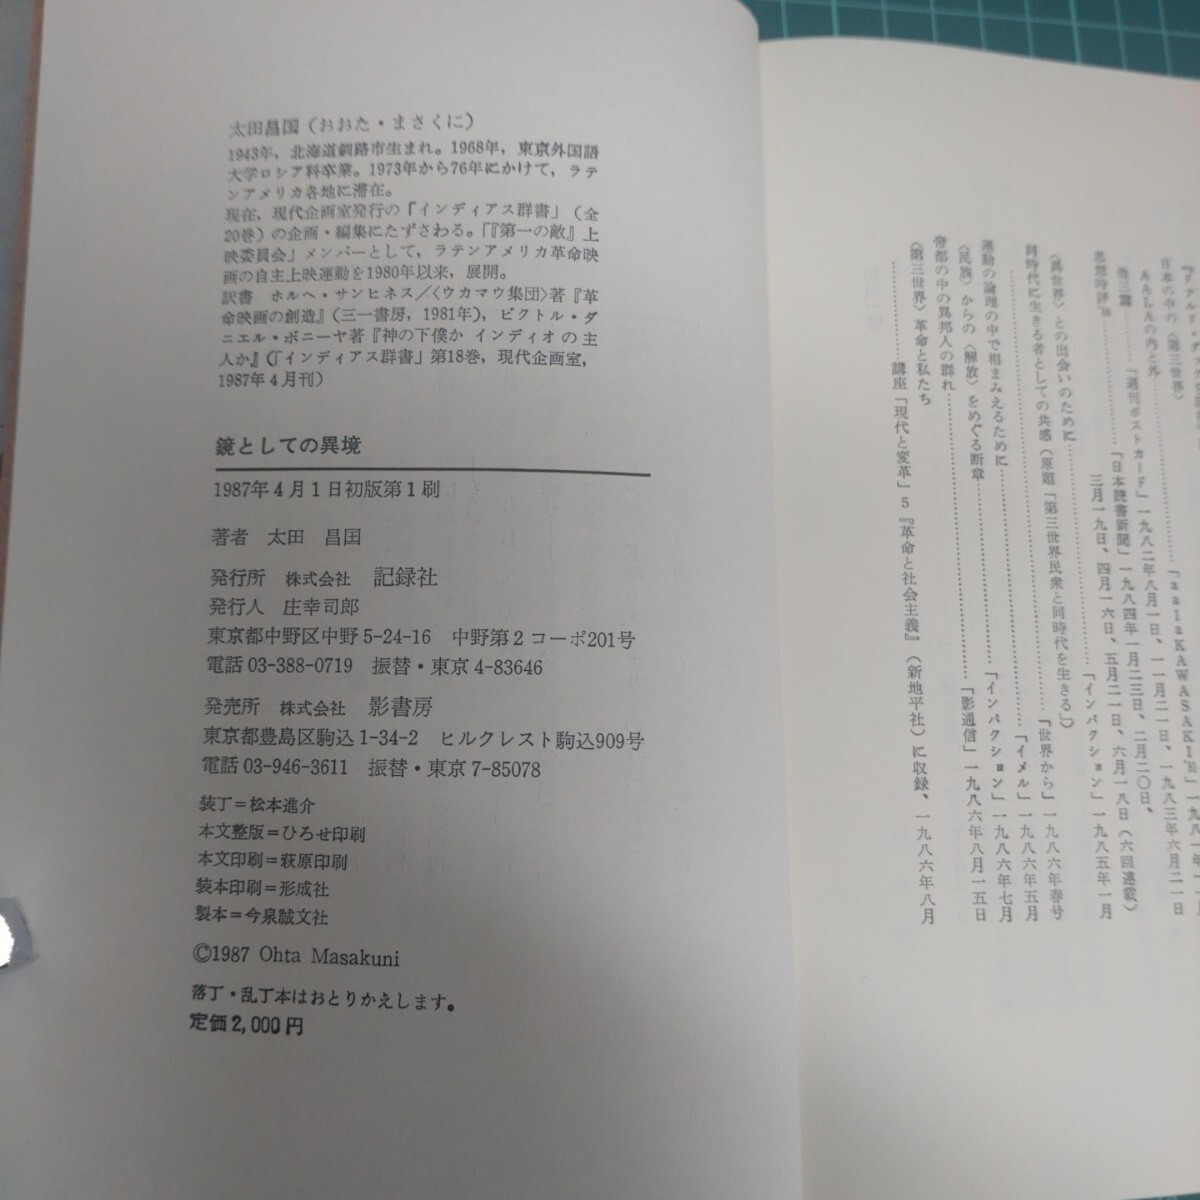 太田昌国(おおた・まさくに)
1943年，北海道釧路市生まれ。1968年，東京外国語
大学ロシア科卒業。1973年から76年にかけて，ラテ
ンアメリカ各地に滞在。
現在，現代企画室発行の『インディアス群書』(全
20巻)の企画・編集にたずさわる。「『第一の敵』上
映委員会」メンバーとして，ラテンアメリカ革命映
画の自主上映運動を1980年以来，展開。
訳書　ホルヘ・サンヒネス／〈ウカマウ集団〉著『革
命映画の創造』(三一書房，1981年)，ビクトル・ダ
ニエル・ボニーヤ著『神の下僕か インディオの主
人か』(「インディアス群書」第18巻，現代企画室，
1987年4月刊)
鏡としての異境
1987年4月1日初版第1刷
著者　太田　昌国
発行所　株式会社　記録社
発行人　庄幸司郎
東京都中野区中野5-24-16　中野第2コーポ201号
電話03-388-0719　振替・東京4-83646
発売所　株式会社　影書房
東京都豊島区駒込1-34-2　ヒルクレスト駒込909号
電話03-946-3611　振替・東京7-85078
装丁＝松本進介
本文整版＝ひろせ印刷
本文印刷＝萩原印刷
装本印刷＝形成社
製本＝今泉誠文社
©1987 Ohta Masakuni
落丁・乱丁本はおとりかえします。
定価2,000円
日本の中の〈第三世界〉
「aalaKAWASAKI」
AALAの内と外
「週刊ポストカード」一九八二年八月一日、一一月二一日、一九八三年六月二一日
他三篇
「日本読書新聞」一九八四年一月二三日、二月二〇日、
三月一九日、四月一六日、五月二一日、六月一八日(六回連載)
思想時評
「インパクション」一九八五年一月
〈異世界〉との出会いのために
「世界から」一九八六年春号
同時代に生きる者としての共感(原題「第三世界民衆と同時代を生きる」)
「イメル」一九八六年五月
運動の論理の中で相まみえるために
「インパクション」一九八六年七月
〈民族〉からの〈解放〉をめぐる断章
「影通信」一九八六年八月一五日
帝都の中の異邦人の群れ
〈第三世界〉革命と私たち
講座「現代と変革」5『革命と社会主義』(新地平社)に収録、一九八六年八月